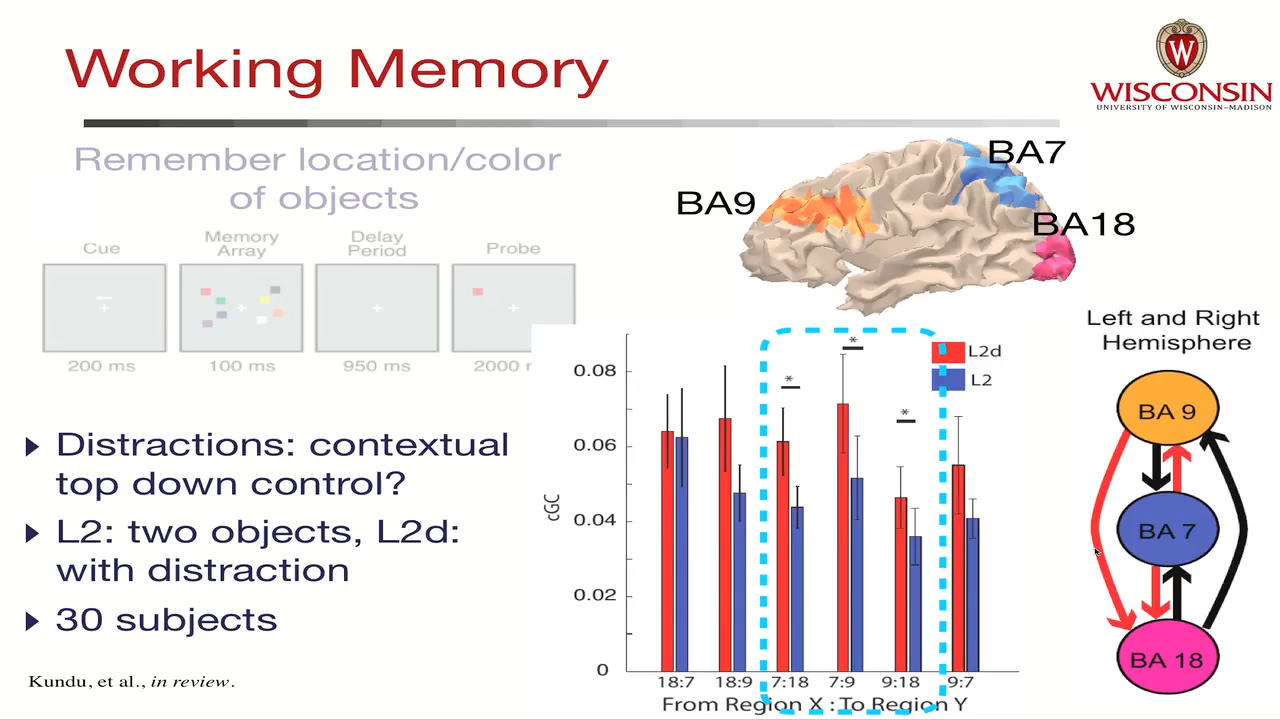 Working Memory
W
WISCONSIN
UNIVERSITY OF WISCONSIN–MADISON
Remember location/color
of objects
Cue
Memory
Array
Delay
Period
Probe
200 ms
100 ms
950 ms
2000 
BA9
BA7
BA18
Distractions: contextual
top down control?
L2: two objects, L2d:
with distraction
30 subjects
Kundu, et al., in review.
cGC
0.08
0.06
0.04
0.02
0
*
*
*
L2d
L2
18:7
18:9
7:18
7:9
9:18
9:7
From Region X : To Region Y
Left and Right
Hemisphere
BA 9
BA 7
BA 18